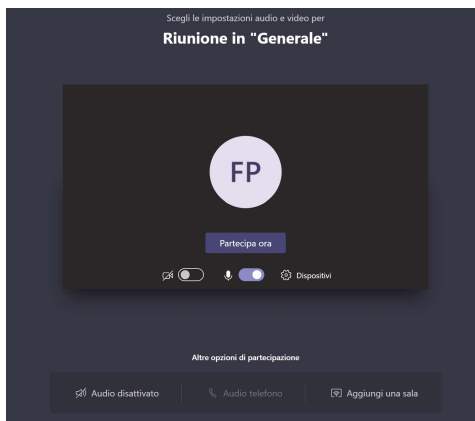 Scegli le impostazioni audio e video per
Riunione in "Generale"
FP
Partecipa ora
Dispositivi
Altre opzioni di partecipazione
Audio disattivato
Audio telefono
Aggiungi una sala